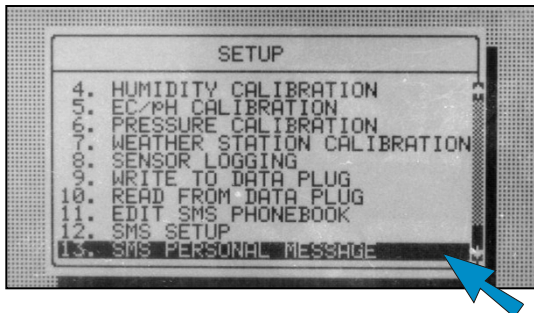 SETUP
4. HUMIDITY CALIBRATION
5. EC/pH CALIBRATION
6. PRESSURE CALIBRATION
7. WEATHER STATION CALIBRATION
8. SENSOR LOGGING
9. WRITE TO DATA PLUG
10. READ FROM DATA PLUG
11. EDIT SMS PHONEBOOK
12. SMS SETUP
13. SMS PERSONAL MESSAGE